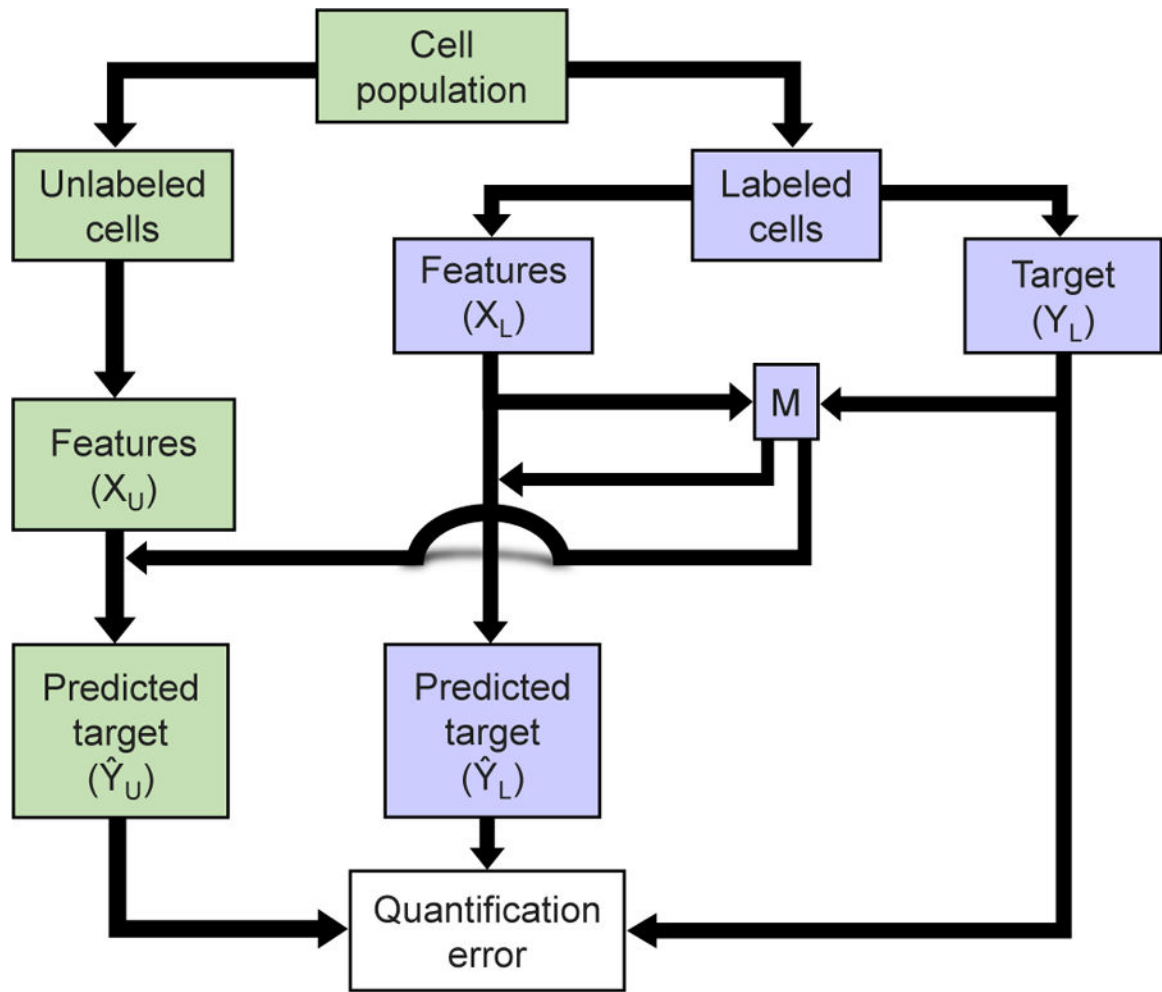 Cell
population
Unlabeled
cells
Labeled
cells
Features
(X_L)
Target
(Y_L)
M
Features
(X_U)
Predicted
target
(Ŷ_U)
Predicted
target
(Ŷ_L)
Quantification
error